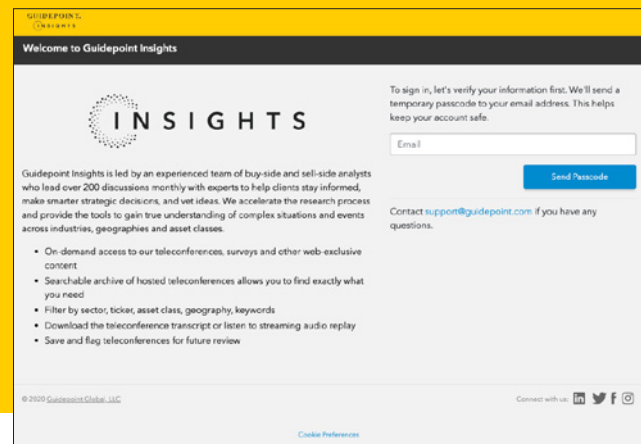 GUIDEPOINT.
INSIGHTS
Welcome to Guidepoint Insights
INSIGHTS
Guidepoint Insights is led by an experienced team of buy-side and sell-side analysts
who lead over 200 discussions monthly with experts to help clients stay informed,
make smarter strategic decisions, and vet ideas. We accelerate the research process
and provide the tools to gain true understanding of complex situations and events
across industries, geographies and asset classes.
• On-demand access to our teleconferences, surveys and other web-exclusive
content
• Searchable archive of hosted teleconferences allows you to find exactly what
you need
• Filter by sector, ticker, asset class, geography, keywords
• Download the teleconference transcript or listen to streaming audio replay
• Save and flag teleconferences for future review
To sign in, let's verify your information first. We'll send a
temporary passcode to your email address. This helps
keep your account safe.
Email
Send Passcode
Contact support@guidepoint.com if you have any
questions.
© 2020 Guidepoint Global, LLC
Connect with us:
Cookie Preferences